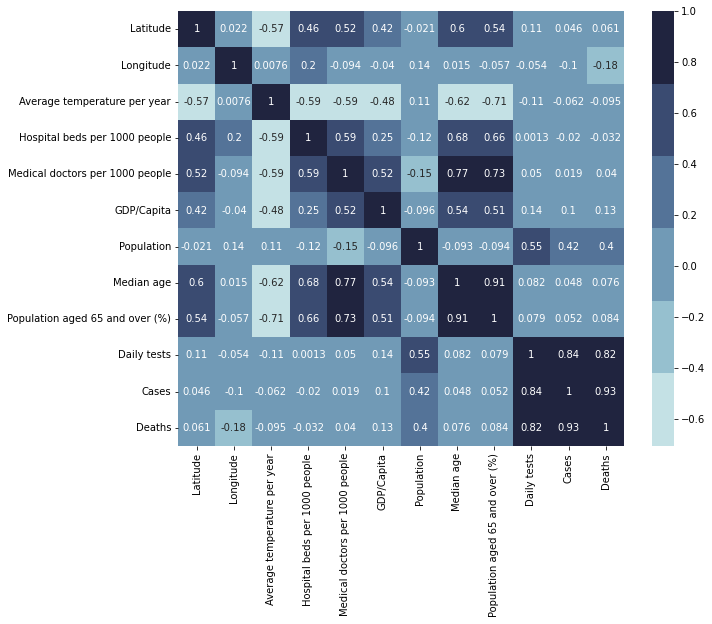 Latitude 1 0.022 -0.57 0.46 0.52 0.42 -0.021 0.6 0.54 0.11 0.046 0.061
Longitude 0.022 1 0.0076 0.2 -0.094 -0.04 0.14 0.015 -0.057 -0.054 -0.1 -0.18
Average temperature per year -0.57 0.0076 1 -0.59 -0.59 -0.48 0.11 -0.62 -0.71 -0.11 -0.062 -0.095
Hospital beds per 1000 people 0.46 0.2 -0.59 1 0.59 0.25 -0.12 0.68 0.66 0.0013 -0.02 -0.032
Medical doctors per 1000 people 0.52 -0.094 -0.59 0.59 1 0.52 -0.15 0.77 0.73 0.05 0.019 0.04
GDP/Capita 0.42 -0.04 -0.48 0.25 0.52 1 -0.096 0.54 0.51 0.14 0.1 0.13
Population -0.021 0.14 0.11 -0.12 -0.15 -0.096 1 -0.093 -0.094 0.55 0.42 0.4
Median age 0.6 0.015 -0.62 0.68 0.77 0.54 -0.093 1 0.91 0.082 0.048 0.076
Population aged 65 and over (%) 0.54 -0.057 -0.71 0.66 0.73 0.51 -0.094 0.91 1 0.079 0.052 0.084
Daily tests 0.11 -0.054 -0.11 0.0013 0.05 0.14 0.55 0.082 0.079 1 0.84 0.82
Cases 0.046 -0.1 -0.062 -0.02 0.019 0.1 0.42 0.048 0.052 0.84 1 0.93
Deaths 0.061 -0.18 -0.095 -0.032 0.04 0.13 0.4 0.076 0.084 0.82 0.93 1
Latitude
Longitude
Average temperature per year
Hospital beds per 1000 people
Medical doctors per 1000 people
GDP/Capita
Population
Median age
Population aged 65 and over (%)
Daily tests
Cases
Deaths
1.0
0.8
0.6
0.4
0.2
0.0
−0.2
−0.4
−0.6